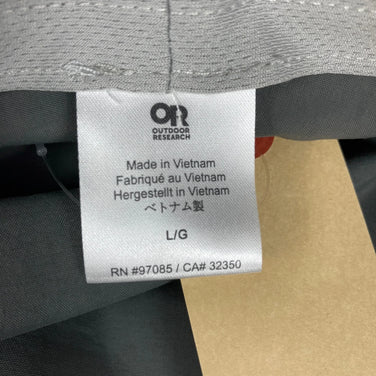 OR
OUTDOOR
RESEARCH
Made in Vietnam
Fabriqué au Vietnam
Hergestellt in Vietnam
ベトナム製
L/G
RN #97085 / CA# 32350